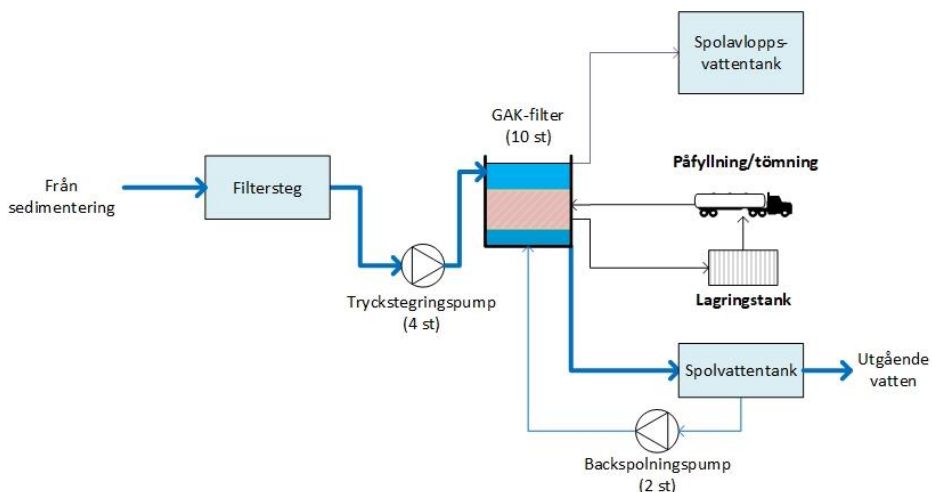 Spolavlopps-
vattentank
GAK-filter
(10 st)
Påfyllning/tömning
Från
sedimentering
Filtersteg
Lagringstank
Tryckstegringspump
(4 st)
Spolvattentank
Utgående
vatten
Backspolningspump
(2 st)